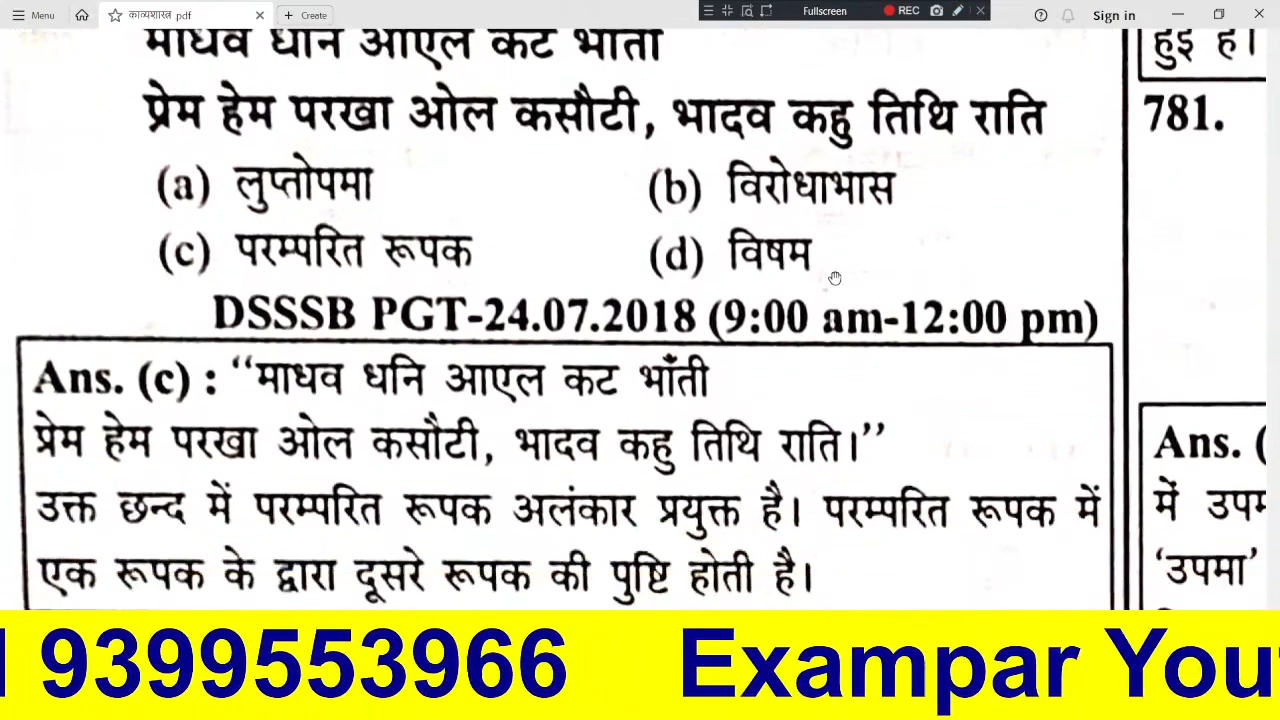 Menu काव्यशास्त्र pdf Create Fullscreen REC Sign in
माधव धनि आएल कट भाँती
प्रेम हेम परखा ओल कसौटी, भादव कहु तिथि राति
(a) लुप्तोपमा (b) विरोधाभास
(c) परम्परित रूपक (d) विषम
DSSSB PGT-24.07.2018 (9:00 am-12:00 pm)
Ans. (c) : “माधव धनि आएल कट भाँती
प्रेम हेम परखा ओल कसौटी, भादव कहु तिथि राति।”
उक्त छन्द में परम्परित रूपक अलंकार प्रयुक्त है। परम्परित रूपक में
एक रूपक के द्वारा दूसरे रूपक की पुष्टि होती है।
हुई है।
781.
Ans. (
में
‘उपमा’
9399553966 Exampar